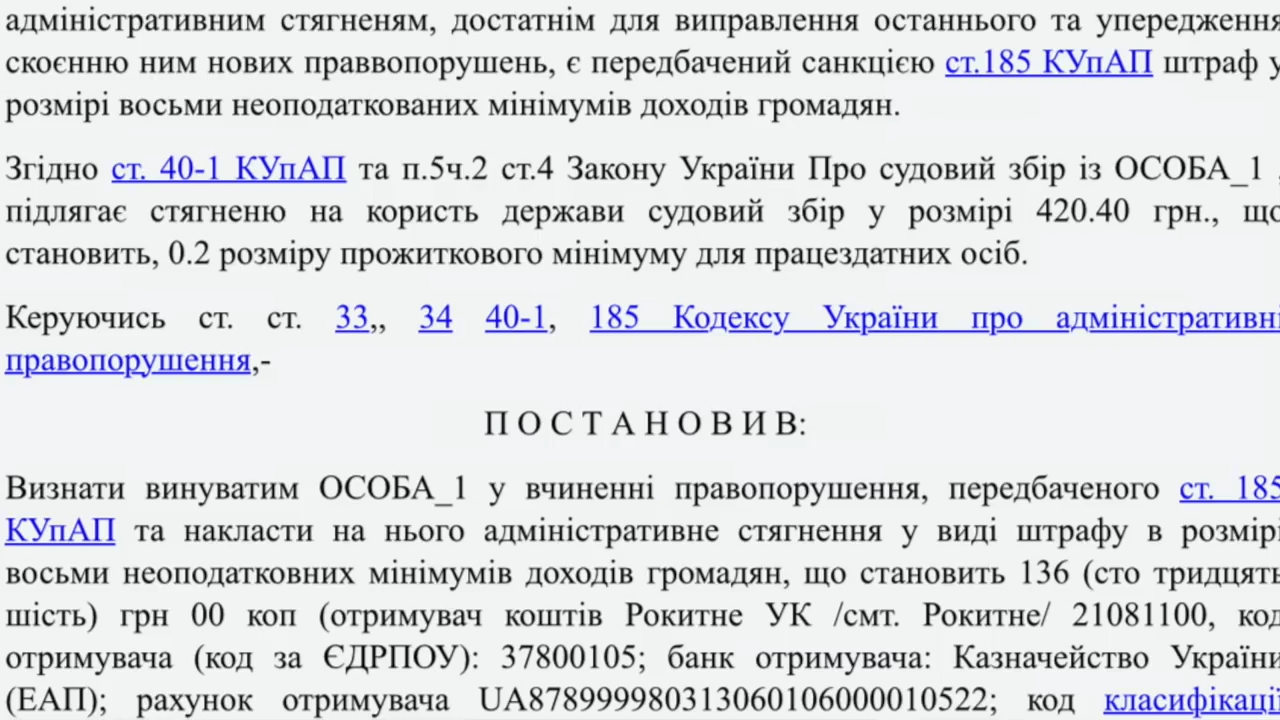 адміністративним стягненям, достатнім для виправлення останнього та упередження
скоєнню ним нових праввопорушень, є передбачений санкцією ст.185 КУпАП штраф у
розмірі восьми неоподаткованих мінімумів доходів громадян.
Згідно ст. 40-1 КУпАП та п.5ч.2 ст.4 Закону України Про судовий збір із ОСОБА_1 ,
підлягає стягненю на користь держави судовий збір у розмірі 420.40 грн., що
становить, 0.2 розміру прожиткового мінімуму для працездатних осіб.
Керуючись ст. ст. 33,, 34 40-1, 185 Кодексу України про адміністративні
правопорушення,-
П О С Т А Н О В И В:
Визнати винуватим ОСОБА_1 у вчиненні правопорушення, передбаченого ст. 185
КУпАП та накласти на нього адміністративне стягнення у виді штрафу в розмірі
восьми неоподатковних мінімумів доходів громадян, що становить 136 (сто тридцять
шість) грн 00 коп (отримувач коштів Рокитне УК /смт. Рокитне/ 21081100, код
отримувача (код за ЄДРПОУ): 37800105; банк отримувача: Казначейство України
(ЕАП); рахунок отримувача UA878999980313060106000010522; код класифікації